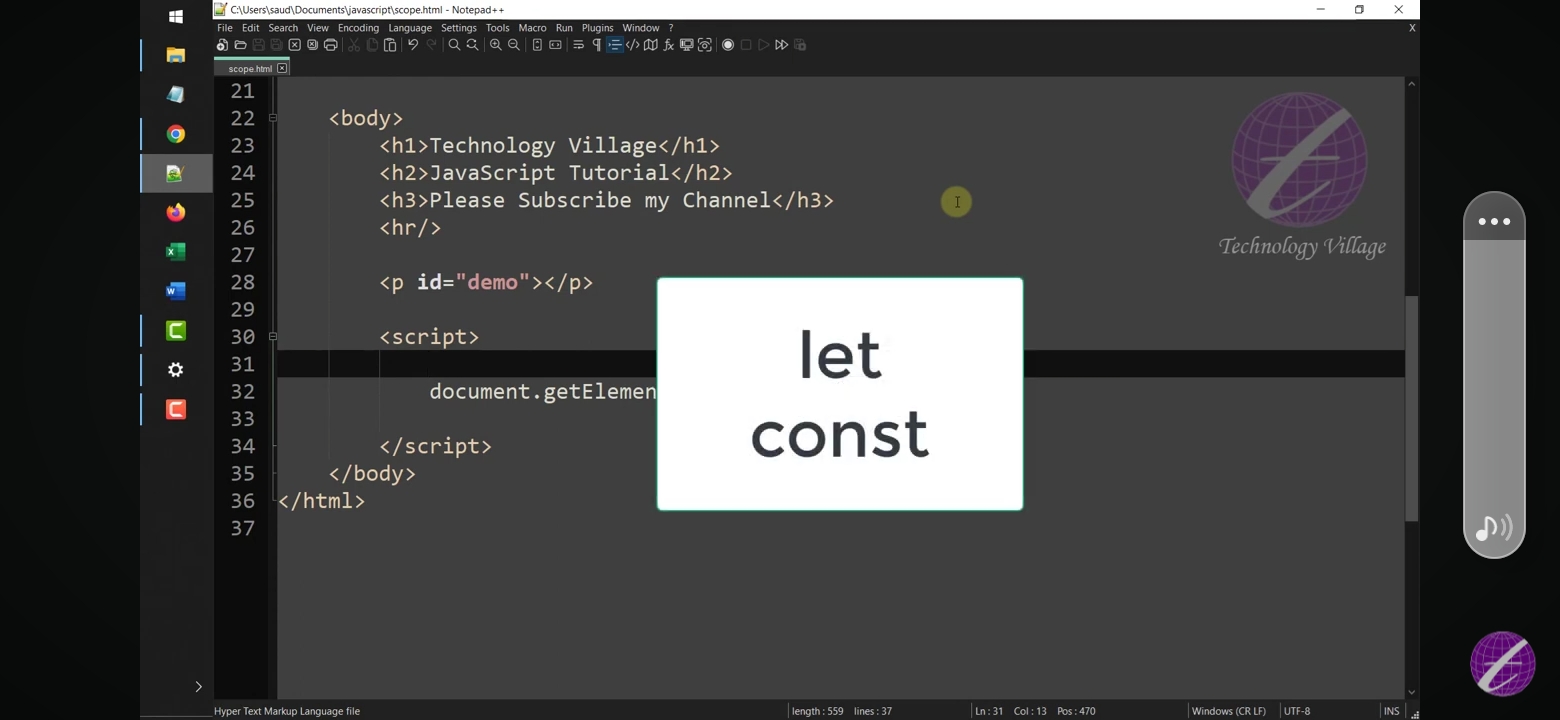 C:\Users\saud\Documents\javascript\scope.html - Notepad++
File Edit Search View Encoding Language Settings Tools Macro Run Plugins Window ? X
scope.html
21
22 <body>
23 <h1>Technology Village</h1>
24 <h2>JavaScript Tutorial</h2>
25 <h3>Please Subscribe my Channel</h3>
26 <hr/>
27
28 <p id="demo"></p>
29
30 <script>
31
32 document.getElemen
33
34 </script>
35 </body>
36 </html>
37
let
const
Technology Village
Hyper Text Markup Language file length : 559 lines : 37 Ln : 31 Col : 13 Pos : 470 Windows (CR LF) UTF-8 INS